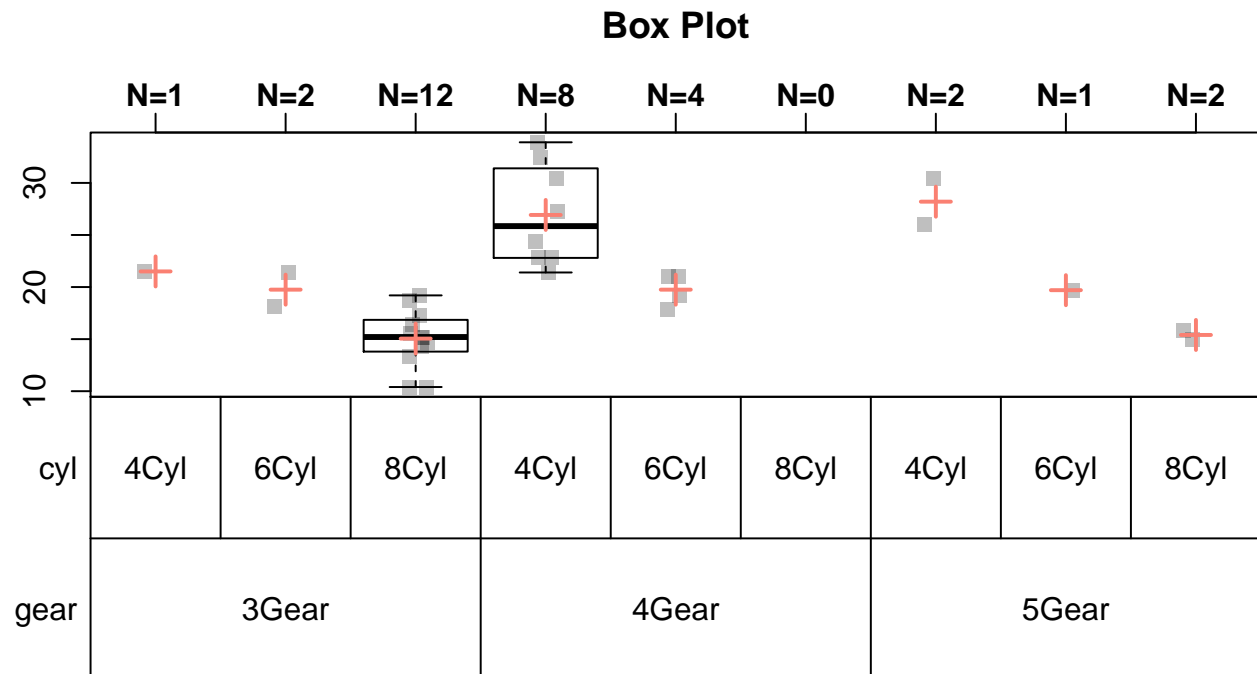 Box Plot
N=1 N=2 N=12 N=8 N=4 N=0 N=2 N=1 N=2
30
20
10
cyl 4Cyl 6Cyl 8Cyl 4Cyl 6Cyl 8Cyl 4Cyl 6Cyl 8Cyl
gear 3Gear 4Gear 5Gear